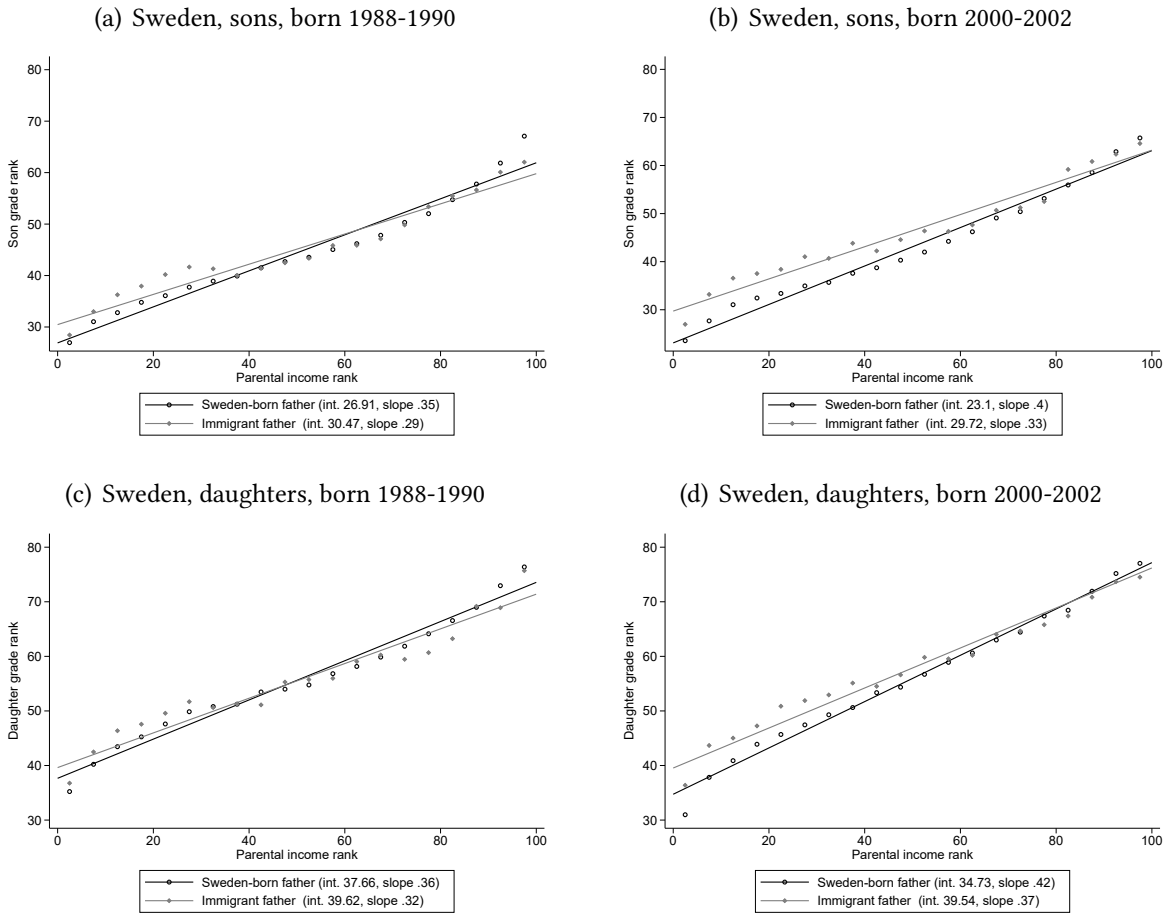 (a) Sweden, sons, born 1988-1990
80
70
60
50
40
30
Son grade rank
0 20 40 60 80 100
Parental income rank
Sweden-born father (int. 26.91, slope .35)
Immigrant father (int. 30.47, slope .29)
(b) Sweden, sons, born 2000-2002
80
70
60
50
40
30
Son grade rank
0 20 40 60 80 100
Parental income rank
Sweden-born father (int. 23.1, slope .4)
Immigrant father (int. 29.72, slope .33)
(c) Sweden, daughters, born 1988-1990
80
70
60
50
40
30
Daughter grade rank
0 20 40 60 80 100
Parental income rank
Sweden-born father (int. 37.66, slope .36)
Immigrant father (int. 39.62, slope .32)
(d) Sweden, daughters, born 2000-2002
80
70
60
50
40
30
Daughter grade rank
0 20 40 60 80 100
Parental income rank
Sweden-born father (int. 34.73, slope .42)
Immigrant father (int. 39.54, slope .37)